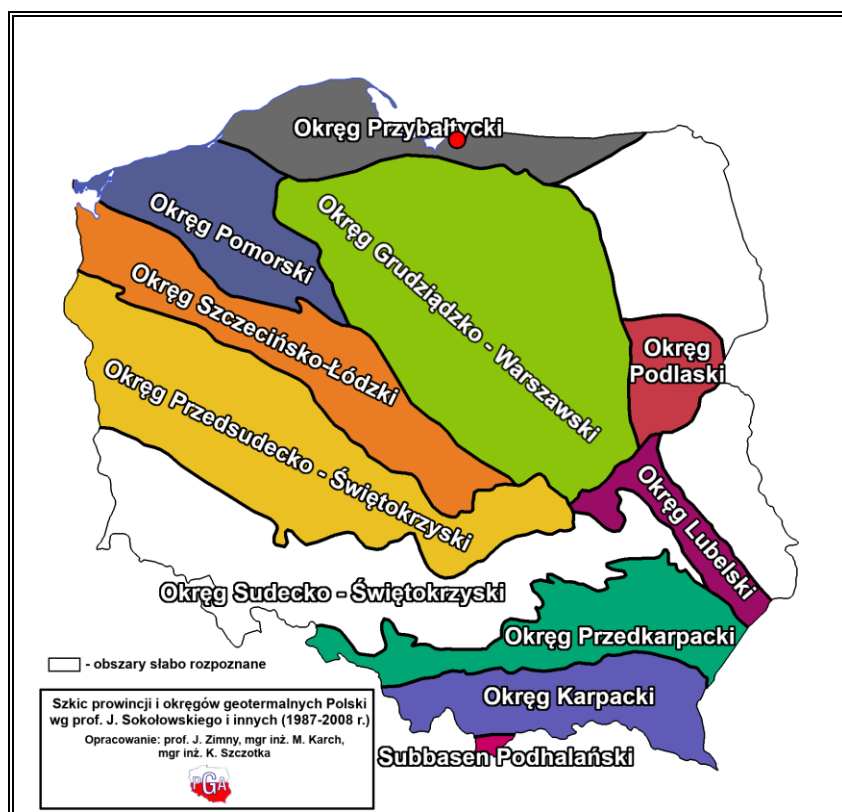 Okręg Przybałtycki
Okręg Pomorski
Okręg Grudziądzko - Warszawski
Okręg Szczecińsko-Łódzki
Okręg
Podlaski
Okręg Przedsudecko - Świętokrzyski
Okręg Lubelski
Okręg Sudecko - Świętokrzyski
Okręg Przedkarpacki
- obszary słabo rozpoznane
Okręg Karpacki
Subbasen Podhalański
Szkic prowincji i okręgów geotermalnych Polski
wg prof. J. Sokołowskiego i innych (1987-2008 r.)
Opracowanie: prof. J. Zimny, mgr inż. M. Karch,
mgr inż. K. Szczotka
PGA